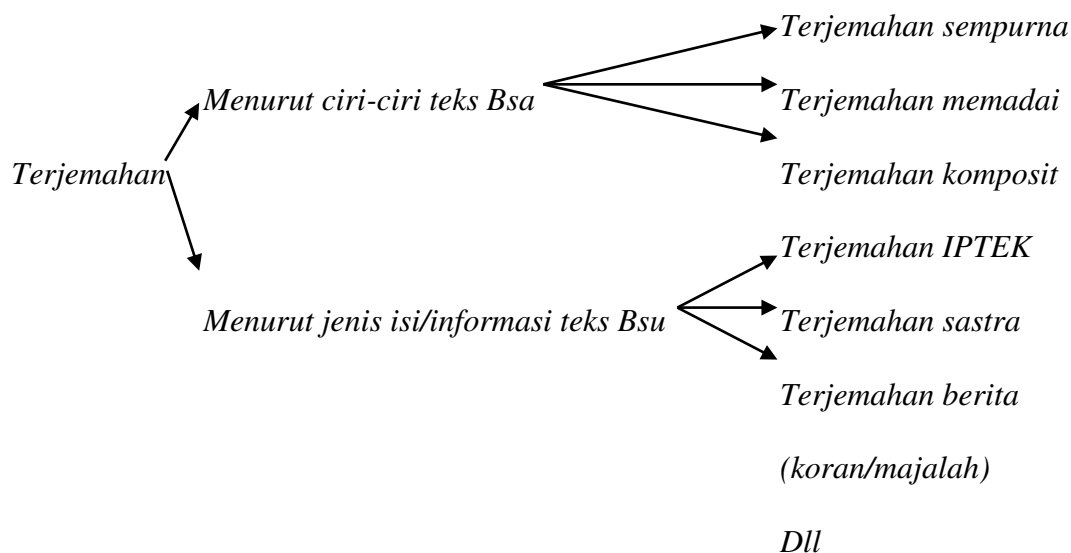 Terjemahan sempurna
Menurut ciri-ciri teks Bsa
Terjemahan memadai
Terjemahan
Terjemahan komposit
Terjemahan IPTEK
Menurut jenis isi/informasi teks Bsu
Terjemahan sastra
Terjemahan berita
(koran/majalah)
Dll